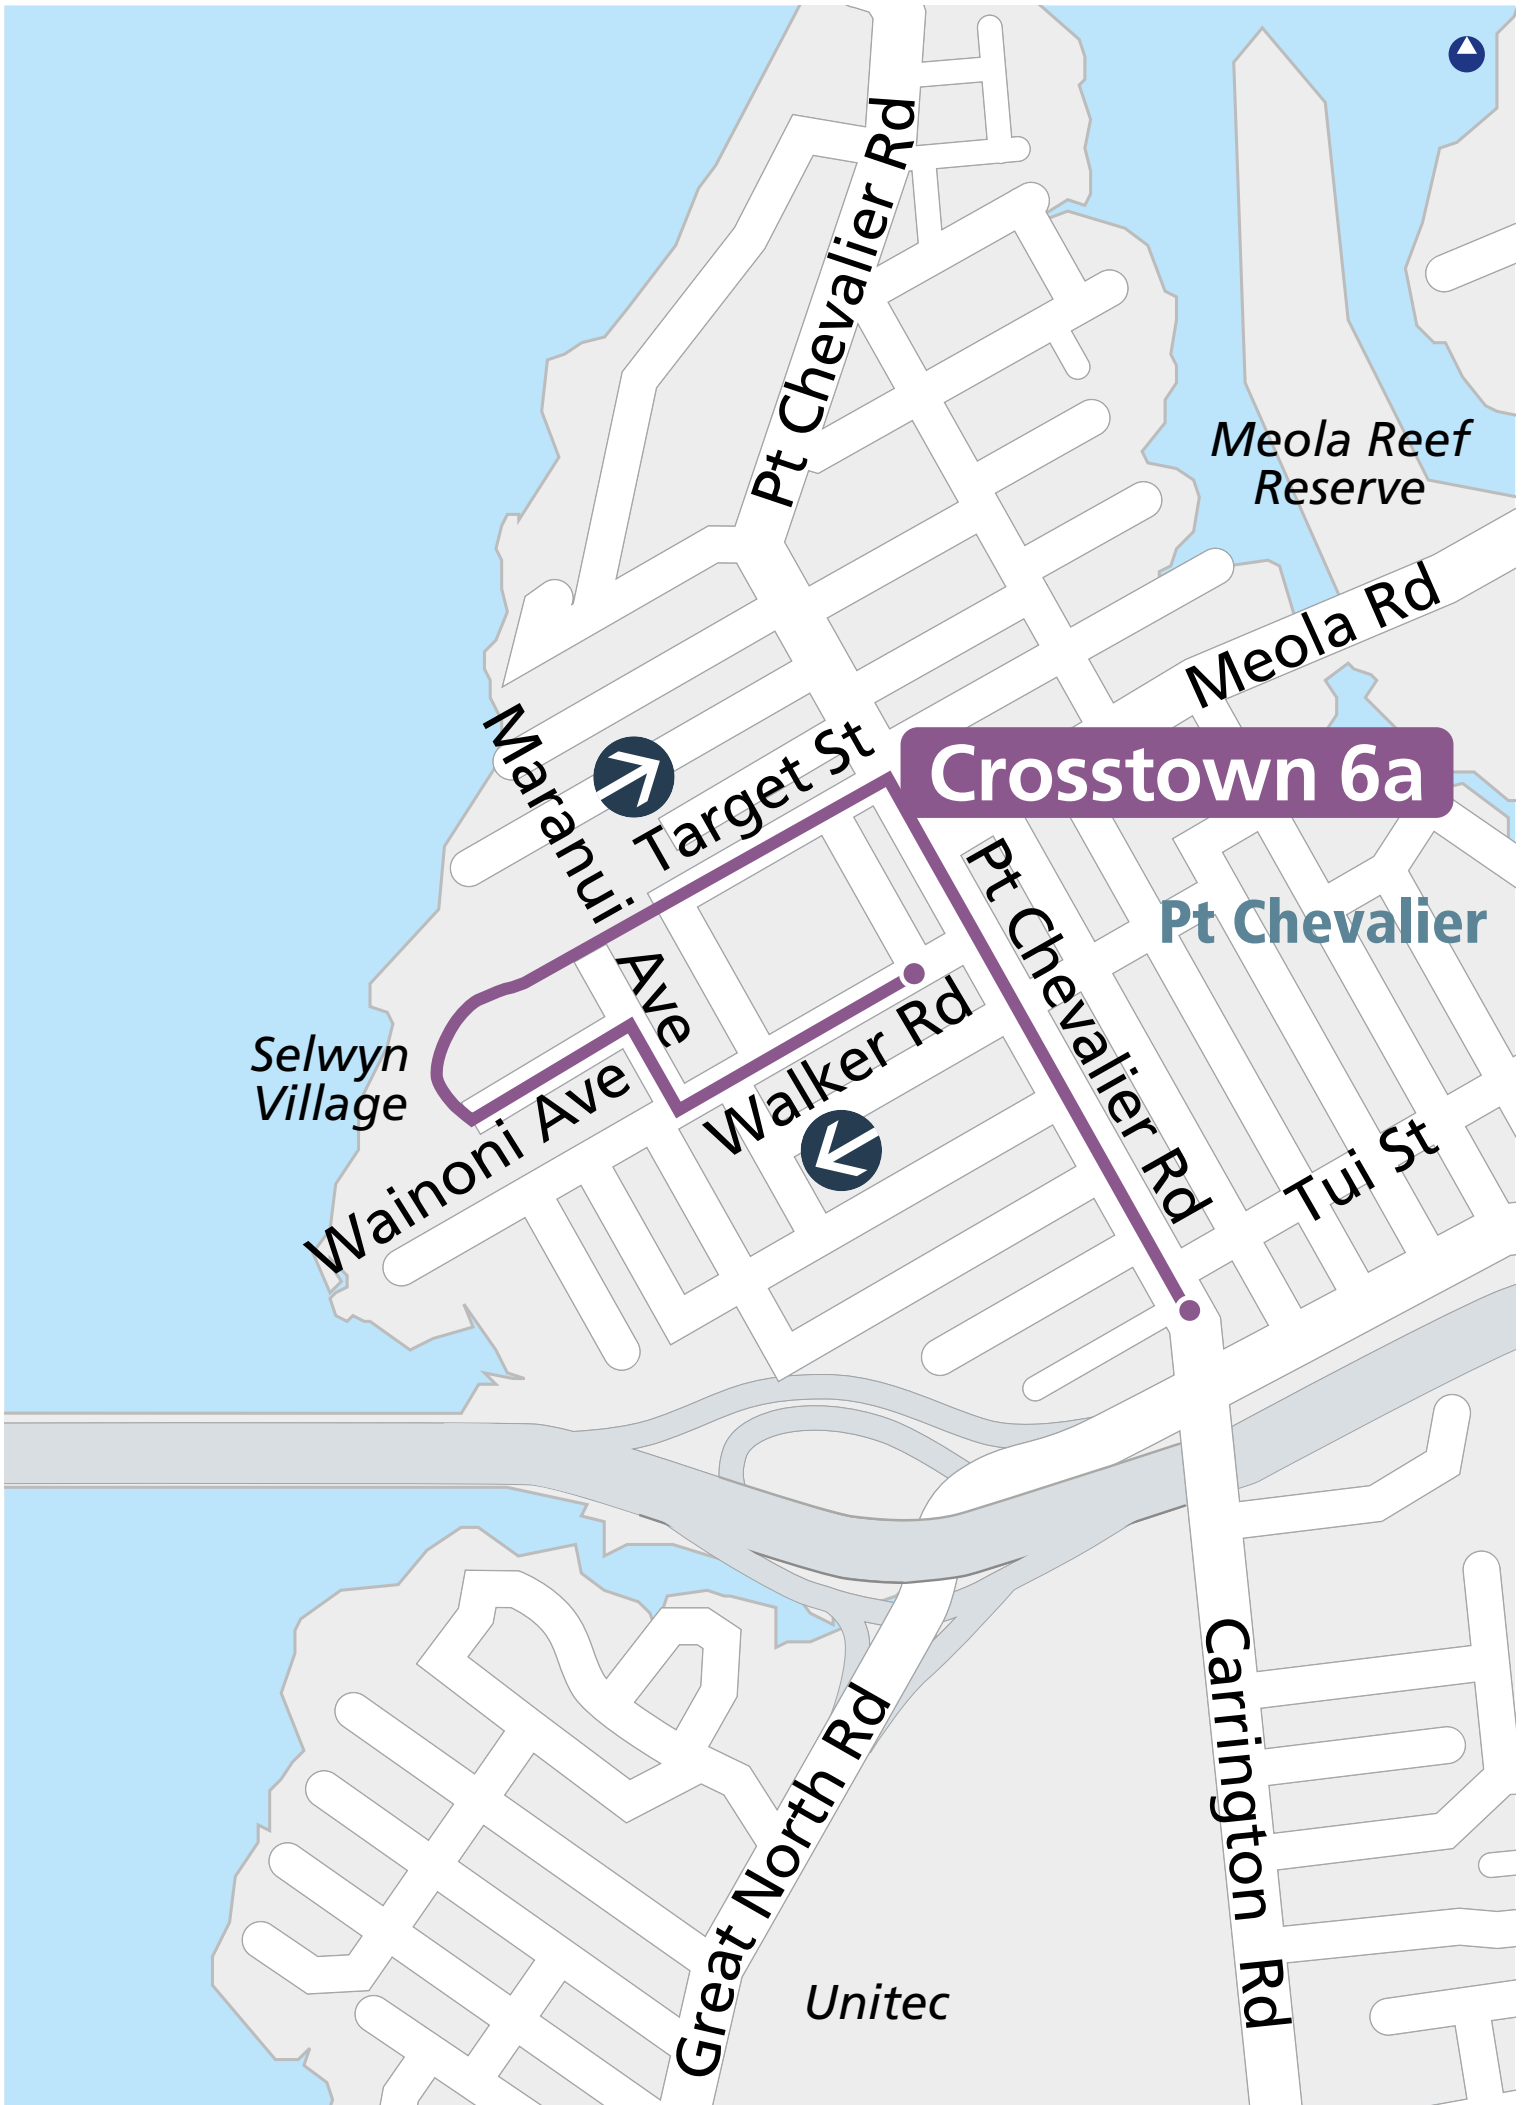 Pt Chevalier Rd
Meola Reef
Reserve
Meola Rd
Maranui Ave
Target St
Crosstown 6a
Pt Chevalier Rd
Pt Chevalier
Selwyn
Village
Wainoni Ave
Walker Rd
Tui St
Carrington Rd
Great North Rd
Unitec